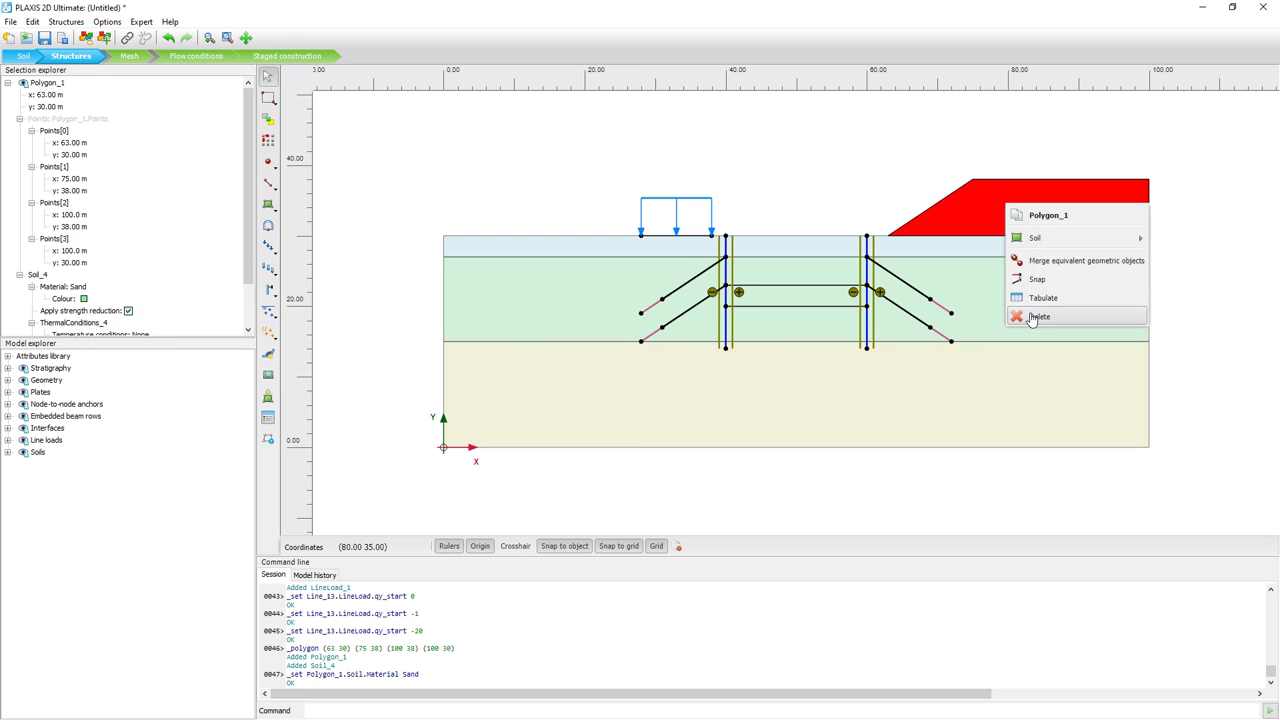 PLAXIS 2D Ultimate: (Untitled) *
File Edit Structures Options Expert Help
Soil Structures Mesh Flow conditions Staged construction
Selection explorer
Polygon_1
x: 63.00 m
y: 30.00 m
Points: Polygon_1.Points
Points[0]
x: 63.00 m
y: 30.00 m
Points[1]
x: 75.00 m
y: 38.00 m
Points[2]
x: 100.0 m
y: 38.00 m
Points[3]
x: 100.0 m
y: 30.00 m
Soil_4
Material: Sand
Colour:
Apply strength reduction:
ThermalConditions_4
Temperature conditions: None
Model explorer
Attributes library
Stratigraphy
Geometry
Plates
Node-to-node anchors
Embedded beam rows
Interfaces
Line loads
Soils
0.00 0.00 20.00 40.00 60.00 80.00 100.00
40.00
20.00
0.00
Y
X
Polygon_1
Soil
Merge equivalent geometric objects
Snap
Tabulate
Delete
Coordinates (80.00 35.00) Rulers Origin Crosshair Snap to object Snap to grid Grid
Command line
Session Model history
Added LineLoad_1
0043> _set Line_13.LineLoad.qy_start 0
OK
0044> _set Line_13.LineLoad.qy_start -1
OK
0045> _set Line_13.LineLoad.qy_start -20
OK
0046> _polygon (63 30) (75 38) (100 38) (100 30)
Added Polygon_1
Added Soil_4
0047> _set Polygon_1.Soil.Material Sand
OK
Command